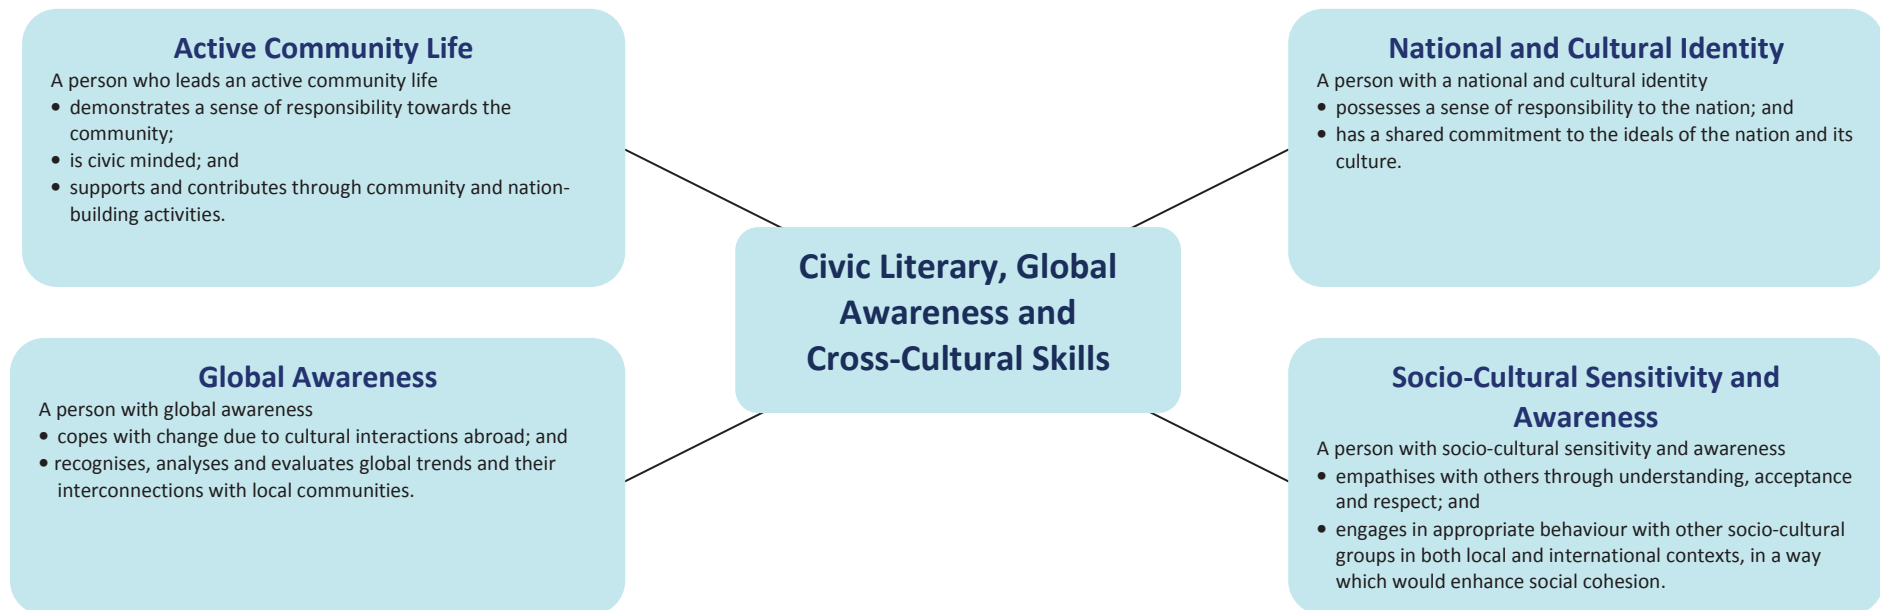 Active Community Life
A person who leads an active community life
• demonstrates a sense of responsibility towards the
community;
• is civic minded; and
• supports and contributes through community and nation-
building activities.
National and Cultural Identity
A person with a national and cultural identity
• possesses a sense of responsibility to the nation; and
• has a shared commitment to the ideals of the nation and its
culture.
Civic Literary, Global
Awareness and
Cross-Cultural Skills
Global Awareness
A person with global awareness
• copes with change due to cultural interactions abroad; and
• recognises, analyses and evaluates global trends and their
interconnections with local communities.
Socio-Cultural Sensitivity and
Awareness
A person with socio-cultural sensitivity and awareness
• empathises with others through understanding, acceptance
and respect; and
• engages in appropriate behaviour with other socio-cultural
groups in both local and international contexts, in a way
which would enhance social cohesion.